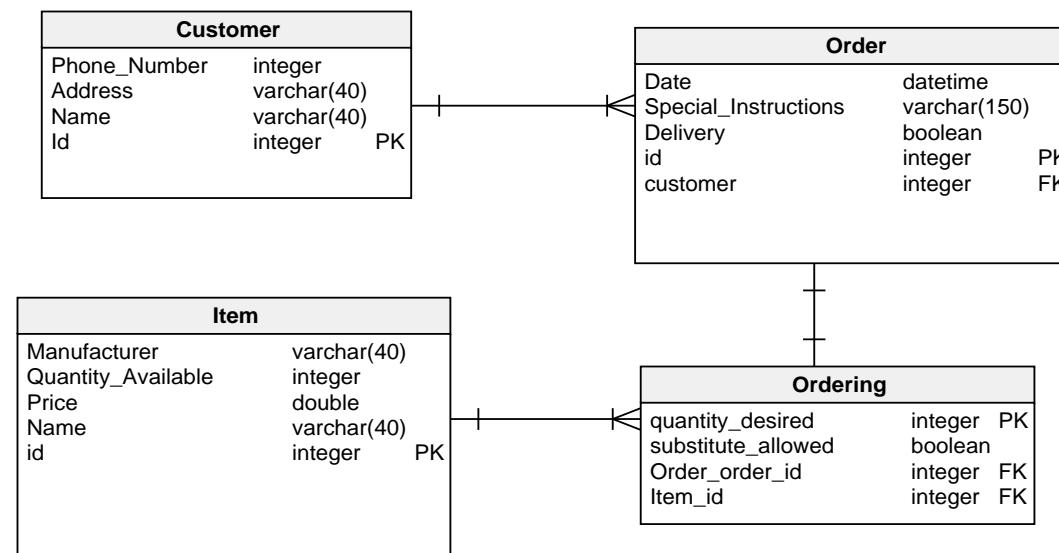 Customer
Phone_Number integer
Address varchar(40)
Name varchar(40)
Id integer PK
Order
Date datetime
Special_Instructions varchar(150)
Delivery boolean
id integer PK
customer integer FK
Item
Manufacturer varchar(40)
Quantity_Available integer
Price double
Name varchar(40)
id integer PK
Ordering
quantity_desired integer PK
substitute_allowed boolean
Order_order_id integer FK
Item_id integer FK